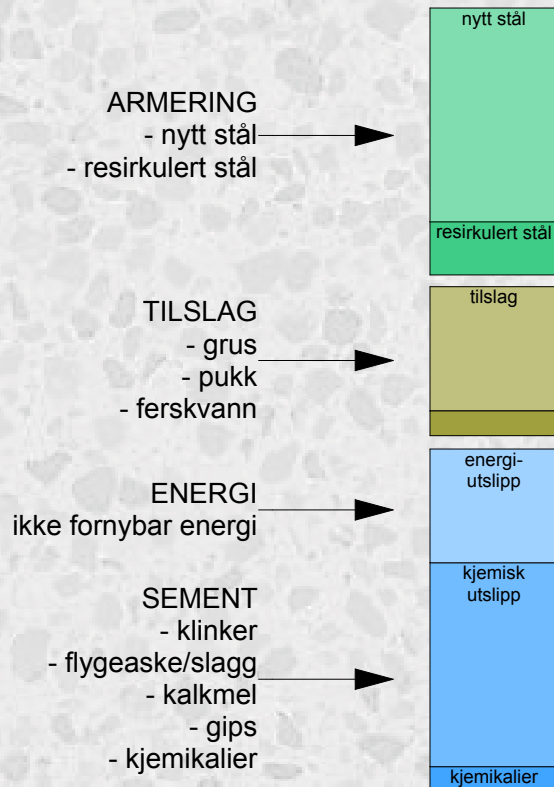 nytt stål
ARMERING
- nytt stål
- resirkulert stål
resirkulert stål
tilslag
TILSLAG
- grus
- pukk
- ferskvann
energi-
utslipp
ENERGI
ikke fornybar energi
kjemisk
utslipp
SEMENT
- klinker
- flygeaske/slagg
- kalkmel
- gips
- kjemikalier
kjemikalier